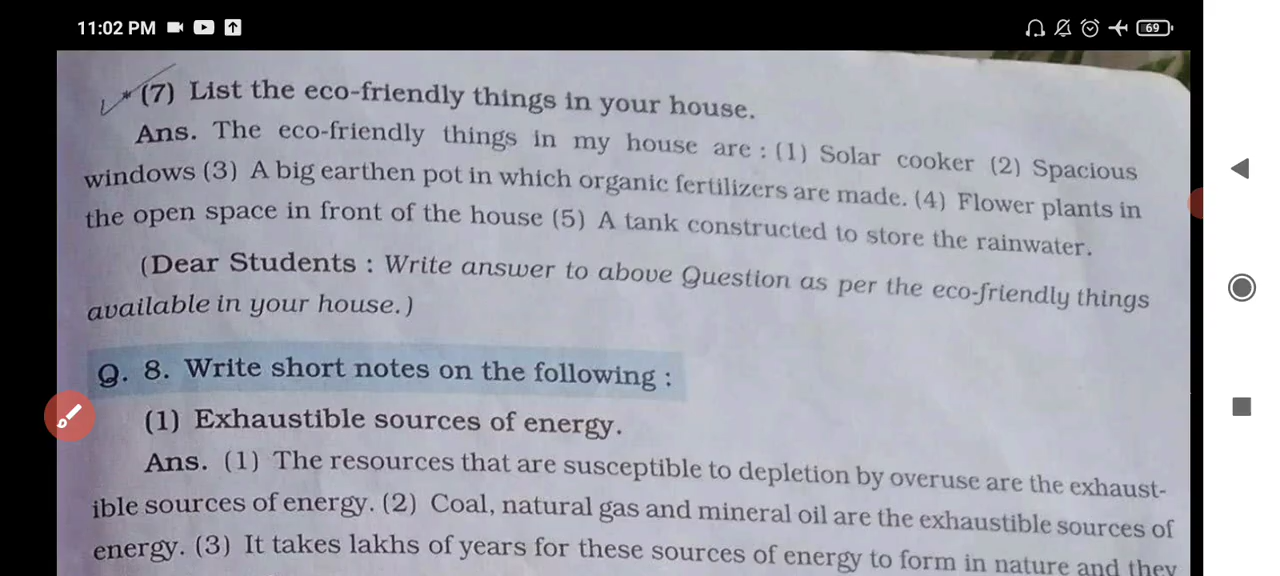 11:02 PM
69
* (7) List the eco-friendly things in your house.
Ans. The eco-friendly things in my house are : (1) Solar cooker (2) Spacious
windows (3) A big earthen pot in which organic fertilizers are made. (4) Flower plants in
the open space in front of the house (5) A tank constructed to store the rainwater.
(Dear Students : Write answer to above Question as per the eco-friendly things
available in your house.)
Q. 8. Write short notes on the following :
(1) Exhaustible sources of energy.
Ans. (1) The resources that are susceptible to depletion by overuse are the exhaust-
ible sources of energy. (2) Coal, natural gas and mineral oil are the exhaustible sources of
energy. (3) It takes lakhs of years for these sources of energy to form in nature and they